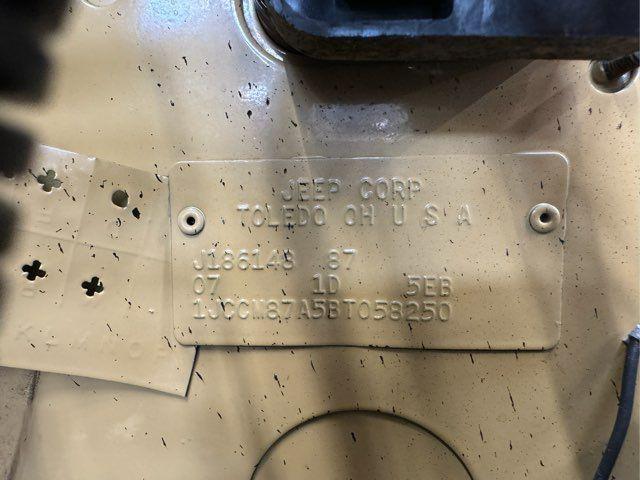 JEEP CORP
TOLEDO OH U S A
J186148 87
07 1D 5EB
1JCCM87A5BT058250